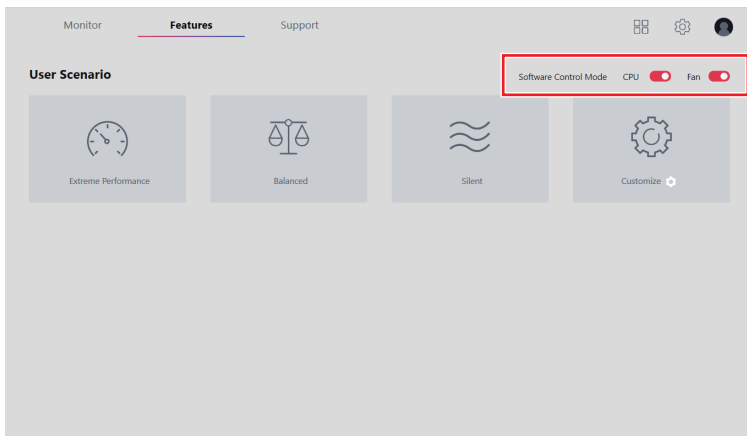 Monitor Features Support
User Scenario
Software Control Mode CPU Fan
Extreme Performance
Balanced
Silent
Customize